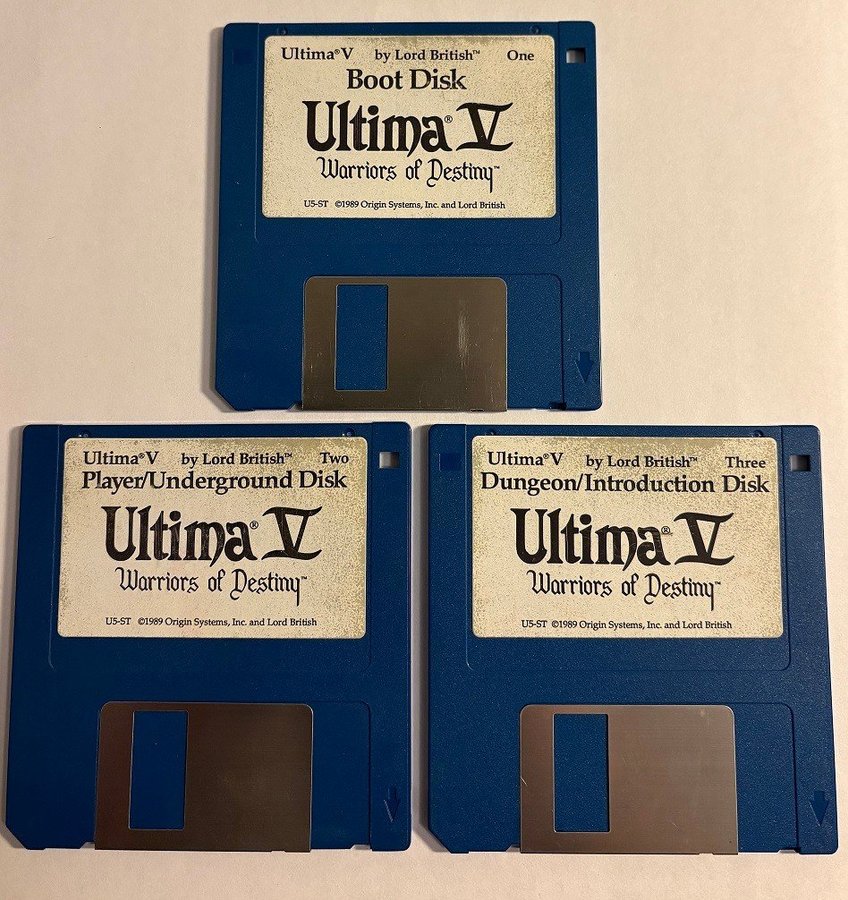 Ultima® V by Lord British™ One
Boot Disk
Ultima® V
Warriors of Destiny™
U5-ST ©1989 Origin Systems, Inc. and Lord British
Ultima® V by Lord British™ Two
Player/Underground Disk
Ultima® V
Warriors of Destiny™
U5-ST ©1989 Origin Systems, Inc. and Lord British
Ultima® V by Lord British™ Three
Dungeon/Introduction Disk
Ultima® V
Warriors of Destiny™
U5-ST ©1989 Origin Systems, Inc. and Lord British